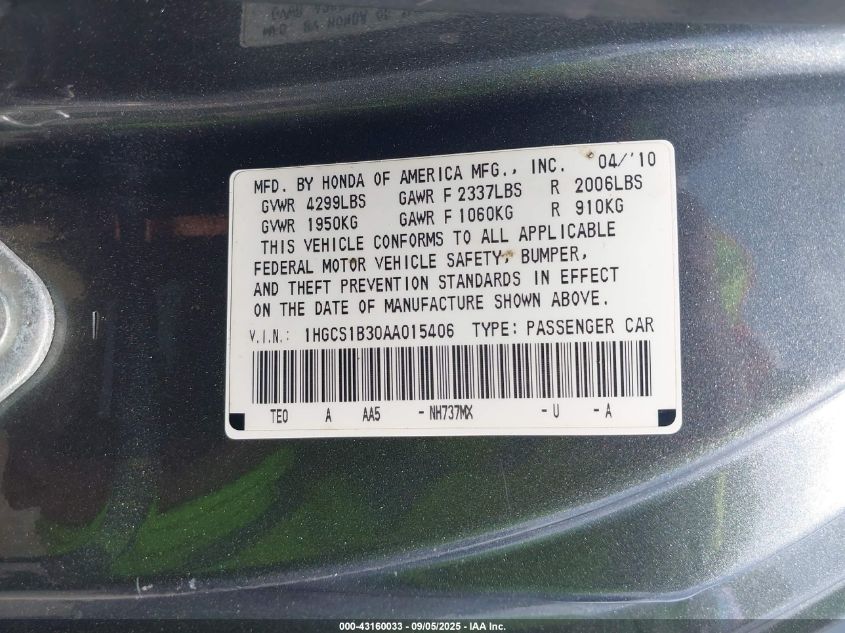 MFD. BY HONDA OF AMERICA MFG., INC. 04/'10
GVWR 4299LBS GAWR F 2337LBS R 2006LBS
GVWR 1950KG GAWR F 1060KG R 910KG
THIS VEHICLE CONFORMS TO ALL APPLICABLE
FEDERAL MOTOR VEHICLE SAFETY, BUMPER,
AND THEFT PREVENTION STANDARDS IN EFFECT
ON THE DATE OF MANUFACTURE SHOWN ABOVE.
V.I.N.: 1HGCS1B30AA015406 TYPE: PASSENGER CAR
TE0 A AA5 -NH737MX -U -A
000-43160033 - 09/05/2025 - IAA Inc.